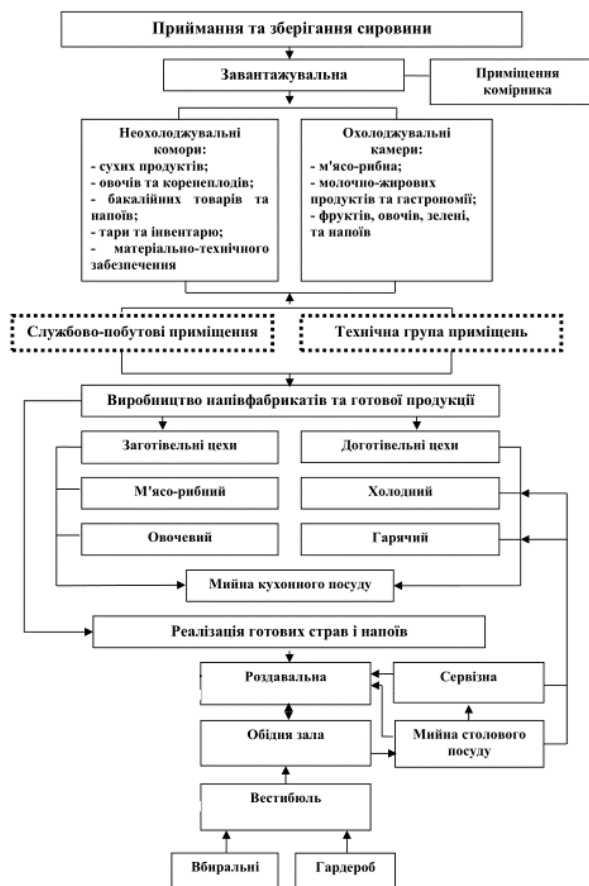 Приймання та зберігання сировини
Завантажувальна
Приміщення
комірника
Неохолоджувальні
комори:
- сухих продуктів;
- овочів та коренеплодів;
- бакалійних товарів та
напоїв;
- тари та інвентарю;
- матеріально-технічного
забезпечення
Охолоджувальні
камери:
- м'ясо-рибна;
- молочно-жирових
продуктів та гастрономії;
- фруктів, овочів, зелені,
та напоїв
Службово-побутові приміщення
Технічна група приміщень
Виробництво напівфабрикатів та готової продукції
Заготівельні цехи
Доготівельні цехи
М'ясо-рибний
Холодний
Овочевий
Гарячий
Мийна кухонного посуду
Реалізація готових страв і напоїв
Роздавальна
Сервізна
Обідня зала
Мийна столового
посуду
Вестибюль
Вбиральні
Гардероб